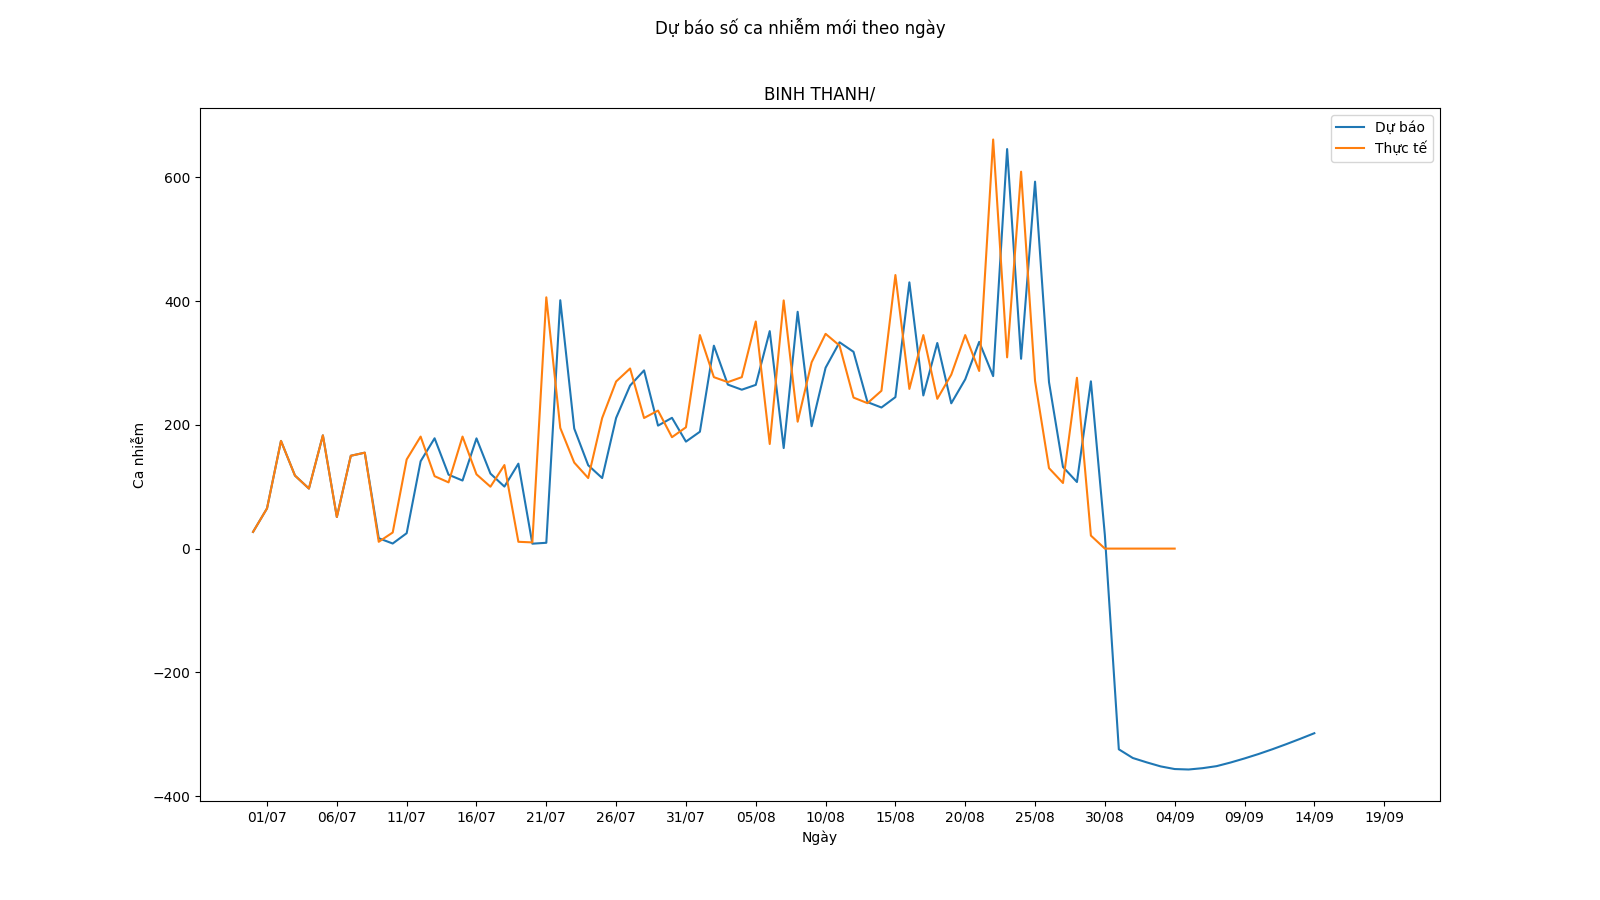 Dự báo số ca nhiễm mới theo ngày
BINH THANH/
Dự báo
Thực tế
600
400
200
0
−200
−400
Ca nhiễm
01/07 06/07 11/07 16/07 21/07 26/07 31/07 05/08 10/08 15/08 20/08 25/08 30/08 04/09 09/09 14/09 19/09
Ngày